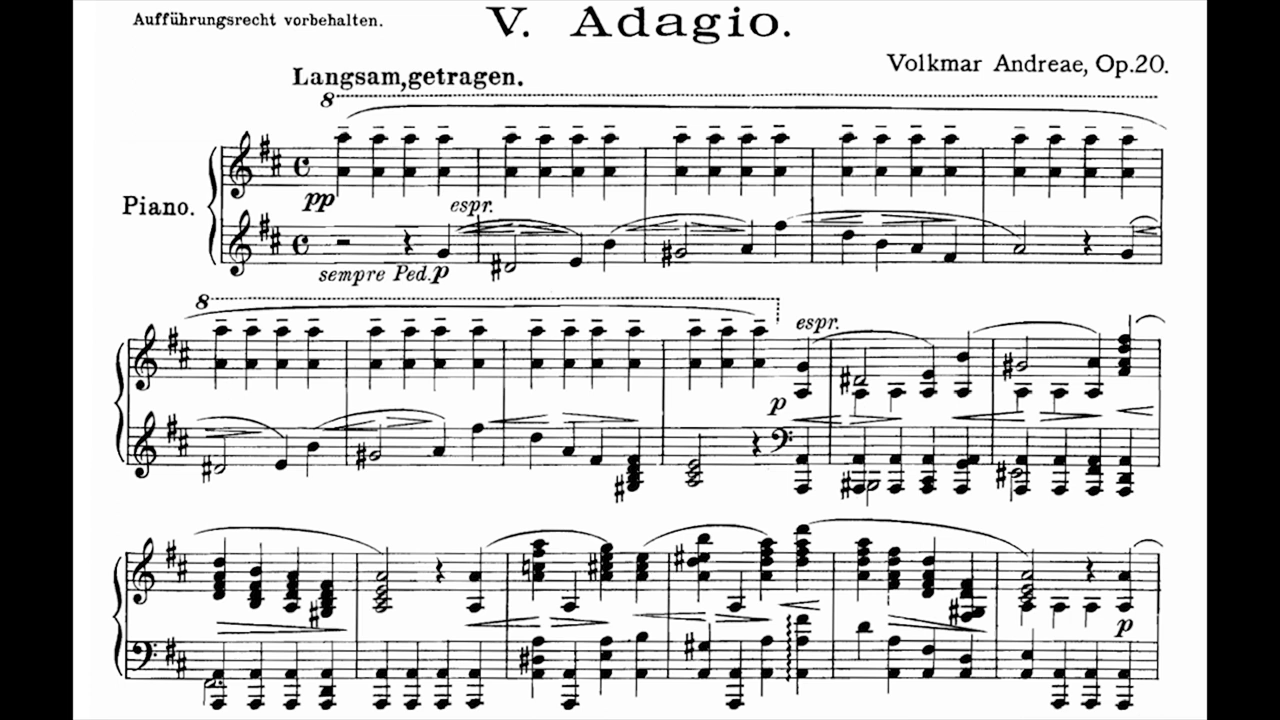 Aufführungsrecht vorbehalten.
V. Adagio.
Volkmar Andreae, Op.20.
Langsam, getragen.
8
Piano.
pp
espr.
sempre Ped. p
8
espr.
p
p